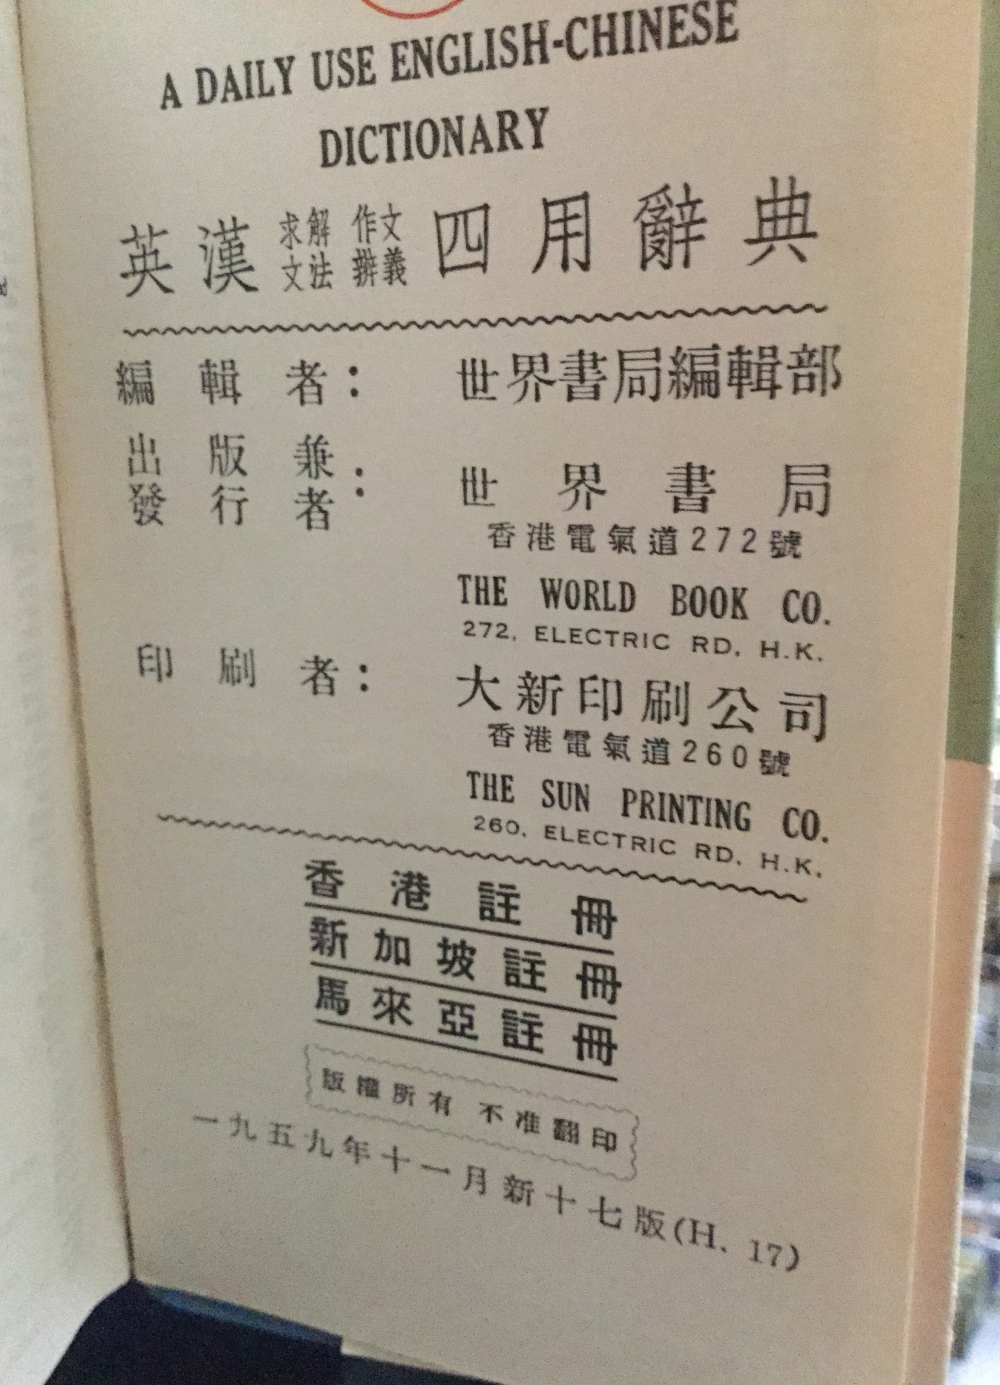 A DAILY USE ENGLISH-CHINESE
DICTIONARY
英漢 求解 作文 文法 辨義 四用辭典
編輯者： 世界書局編輯部
出版兼發行者： 世界書局
香港電氣道272號
THE WORLD BOOK CO.
272, ELECTRIC RD, H.K.
印刷者： 大新印刷公司
香港電氣道260號
THE SUN PRINTING CO.
260, ELECTRIC RD, H.K.
香港註冊
新加坡註冊
馬來亞註冊
版權所有 不准翻印
一九五九年十一月新十七版(H. 17)